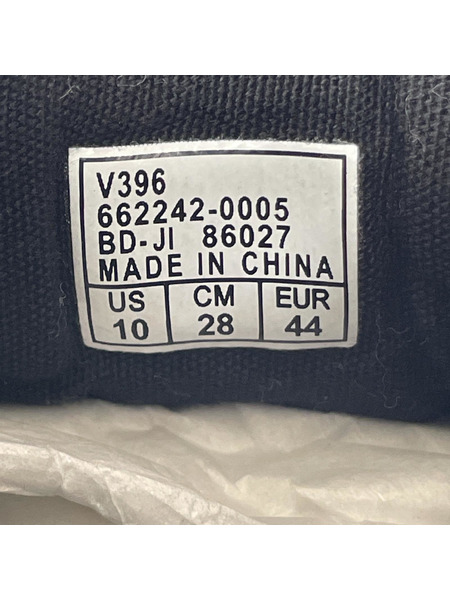 V396
662242-0005
BD-JI 86027
MADE IN CHINA
US CM EUR
10 28 44